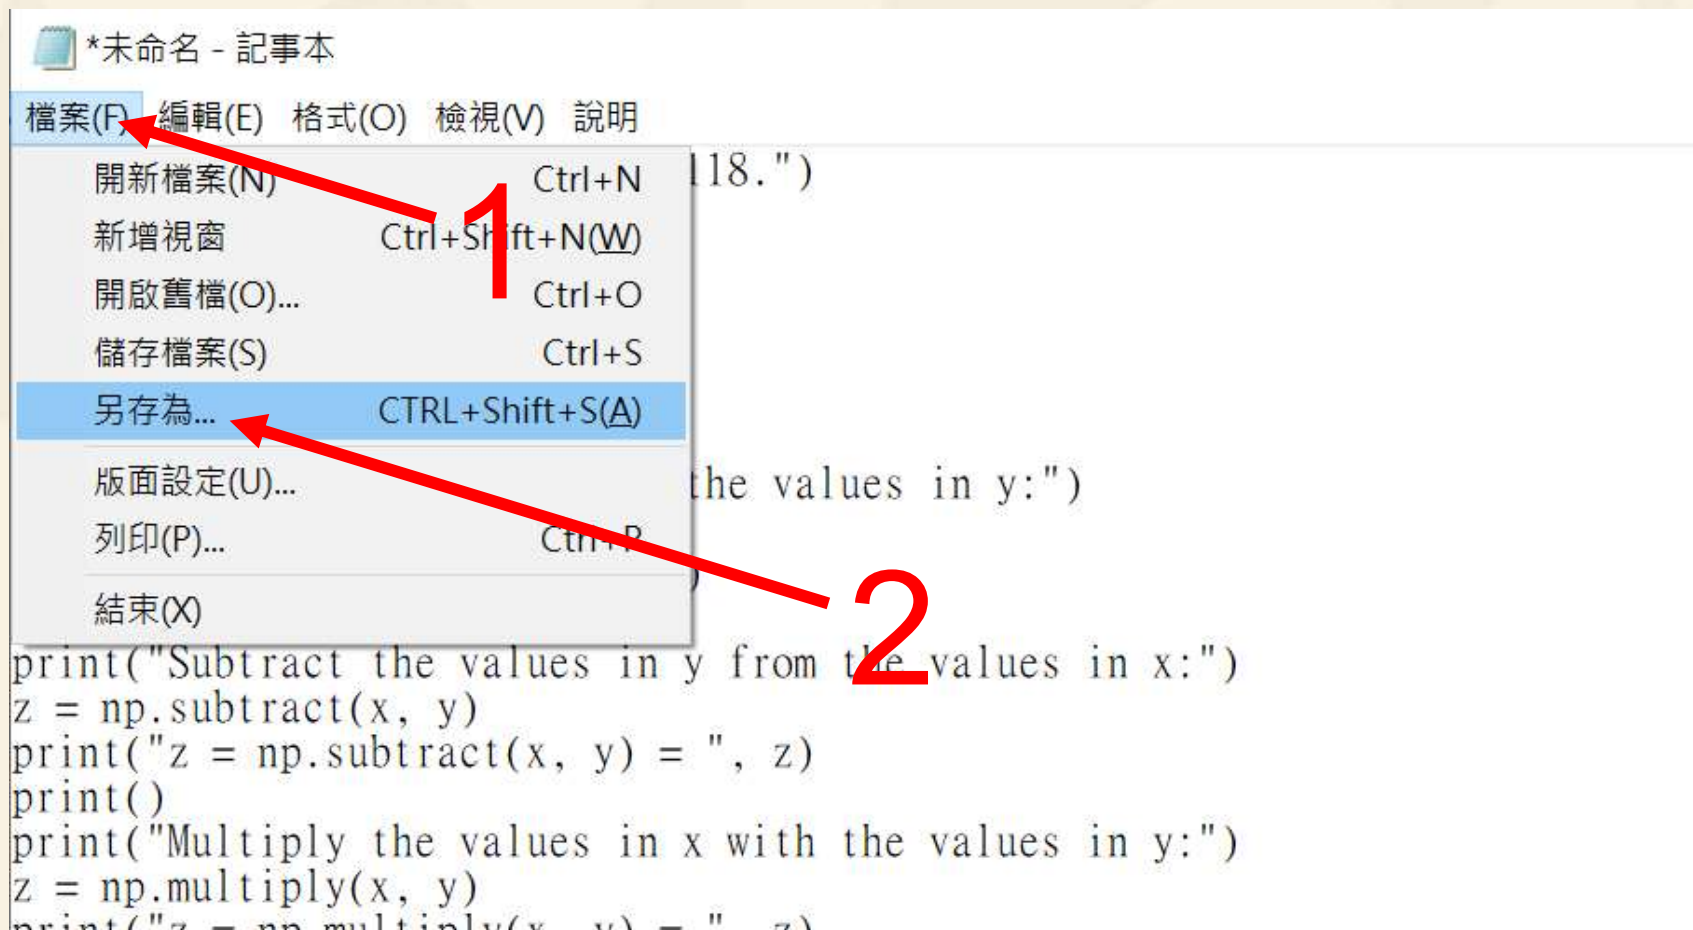 *未命名 - 記事本
檔案(F) 編輯(E) 格式(O) 檢視(V) 說明
開新檔案(N) Ctrl+N
新增視窗 Ctrl+Shift+N(W)
開啟舊檔(O)... Ctrl+O
儲存檔案(S) Ctrl+S
另存為... CTRL+Shift+S(A)
版面設定(U)...
列印(P)... Ctrl+P
結束(X)
1
2
118.")
the values in y:")
)
print("Subtract the values in y from the values in x:")
z = np.subtract(x, y)
print("z = np.subtract(x, y) = ", z)
print()
print("Multiply the values in x with the values in y:")
z = np.multiply(x, y)
print("z = np.multiply(x, y) = ", z)